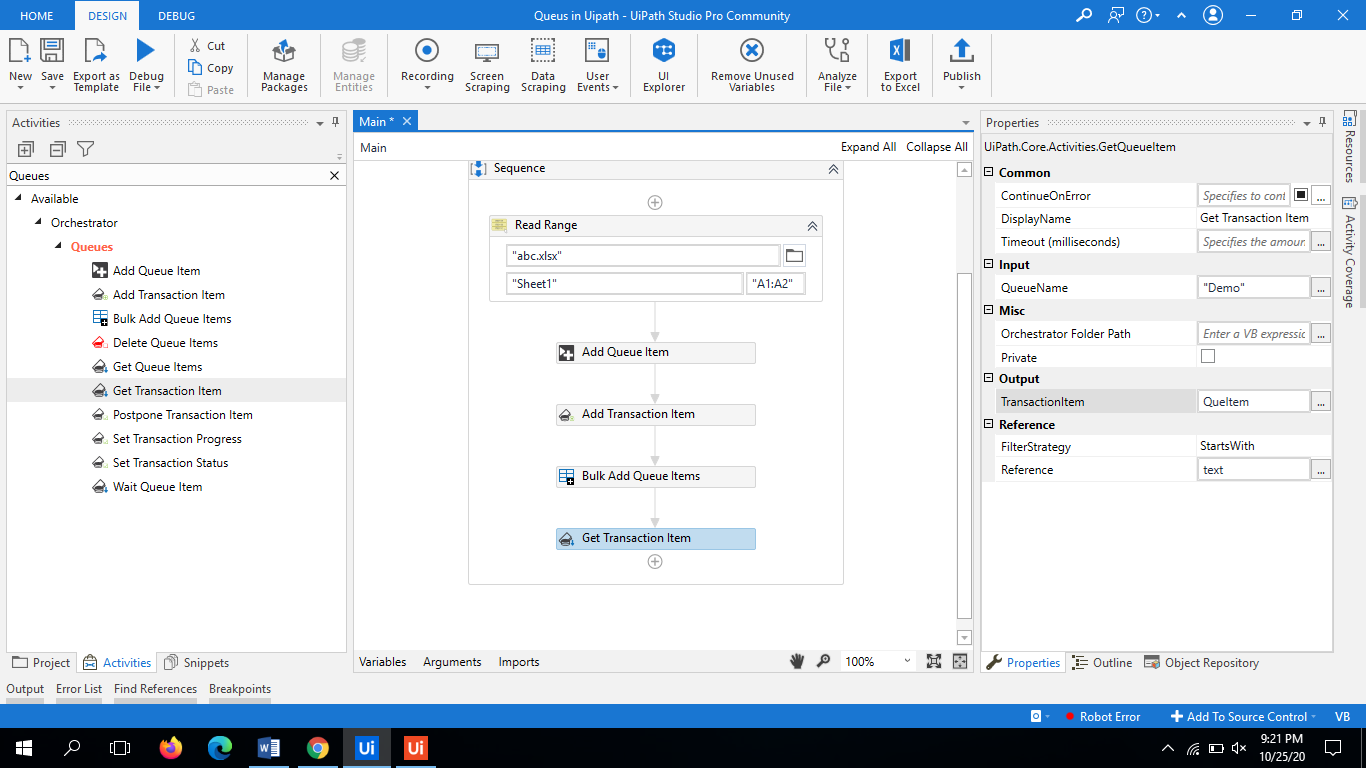 HOME DESIGN DEBUG Queus in Uipath - UiPath Studio Pro Community
New Save Export as Template Debug File Cut Copy Paste Manage Packages Manage Entities Recording Screen Scraping Data Scraping User Events UI Explorer Remove Unused Variables Analyze File Export to Excel Publish
Activities
Queues
Available
Orchestrator
Queues
Add Queue Item
Add Transaction Item
Bulk Add Queue Items
Delete Queue Items
Get Queue Items
Get Transaction Item
Postpone Transaction Item
Set Transaction Progress
Set Transaction Status
Wait Queue Item
Project Activities Snippets
Main *
Main Expand All Collapse All
Sequence
Read Range
"abc.xlsx"
"Sheet1" "A1:A2"
Add Queue Item
Add Transaction Item
Bulk Add Queue Items
Get Transaction Item
Variables Arguments Imports 100%
Properties
UiPath.Core.Activities.GetQueueItem
Common
ContinueOnError Specifies to cont ...
DisplayName Get Transaction Item
Timeout (milliseconds) Specifies the amour ...
Input
QueueName "Demo" ...
Misc
Orchestrator Folder Path Enter a VB expressic ...
Private
Output
TransactionItem QueItem ...
Reference
FilterStrategy StartsWith
Reference text ...
Properties Outline Object Repository
Resources
Activity Coverage
Output Error List Find References Breakpoints
Robot Error Add To Source Control VB
W Ui Ui 9:21 PM
10/25/20